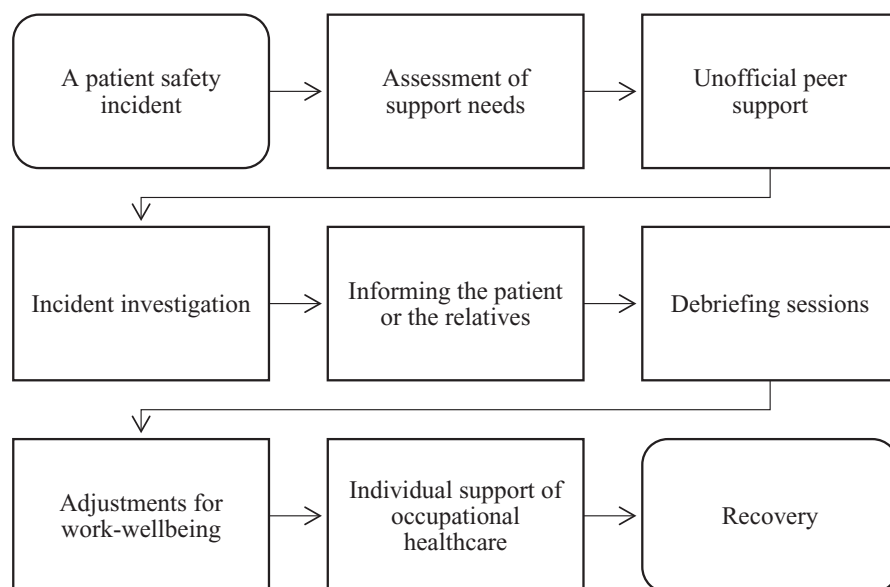 A patient safety
incident
Assessment of
support needs
Unofficial peer
support
Incident investigation
Informing the patient
or the relatives
Debriefing sessions
Adjustments for
work-wellbeing
Individual support of
occupational
healthcare
Recovery